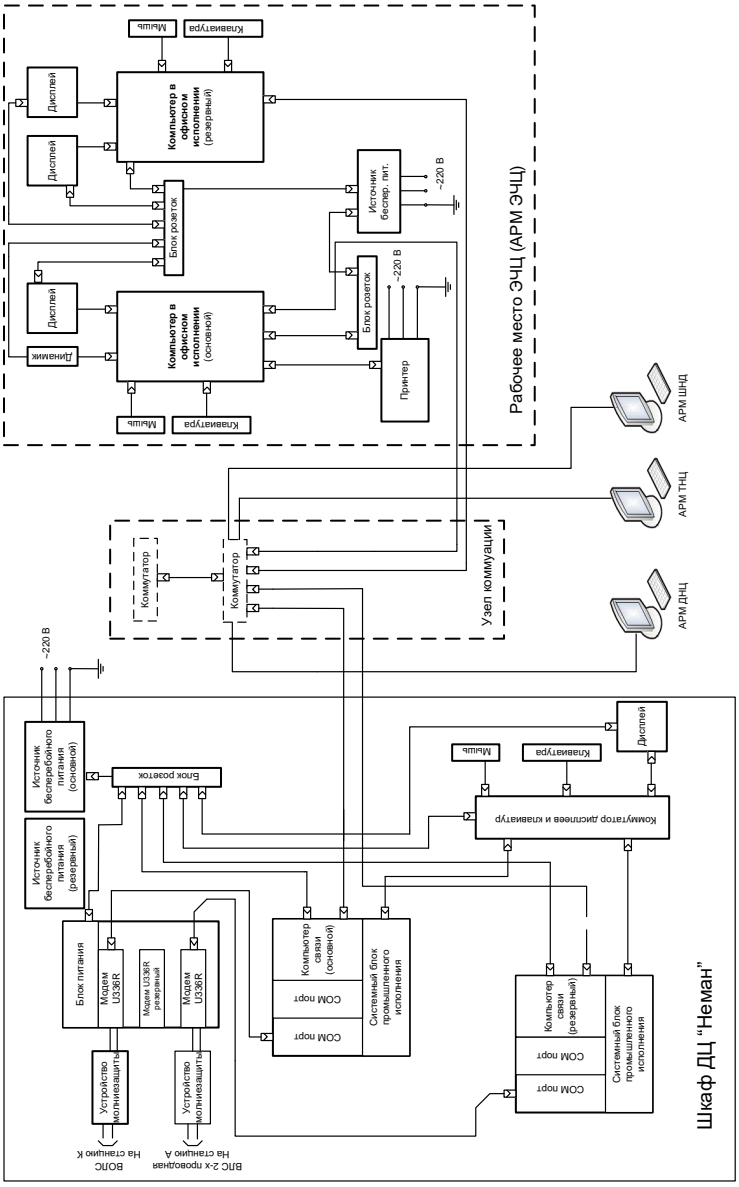 Рабочее место ЭЧЦ (АРМ ЭЧЦ)
Мышь
Клавиатура
Дисплей
Дисплей
Компьютер в
офисном
исполнении
(резервный)
Блок розеток
Источник
беспер. пит.
~220 В
Дисплей
Динамик
Компьютер в
офисном
исполнении
(основной)
Блок розеток
~220 В
Принтер
Мышь
Клавиатура
Коммутатор
Коммутатор
Узел коммуации
АРМ ШНД
АРМ ТНЦ
АРМ ДНЦ
~220 В
Источник
бесперебойного
питания
(основной)
Источник
бесперебойного
питания
(резервный)
Блок розеток
Мышь
Клавиатура
Дисплей
Коммутатор дисплеев и клавиатур
Блок питания
Модем
U336R
Модем U336R
резервный
Модем
U336R
Устройство
молниезащиты
Устройство
молниезащиты
ВОЛС
На станцию К
ВЛС 2-х проводная
На станцию А
Компьютер
связи
(основной)
COM порт
COM порт
Системный блок
промышленного
исполнения
Компьютер
связи
(резервный)
COM порт
COM порт
Системный блок
промышленного
исполнения
Шкаф ДЦ “Неман”